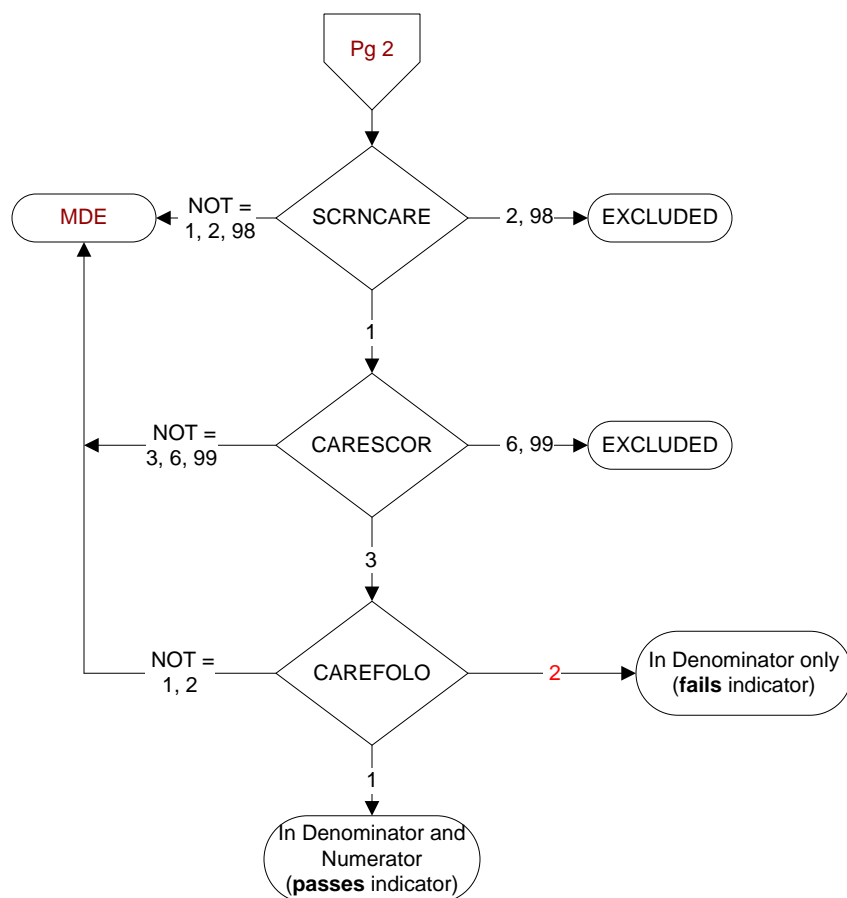 Pg 2
MDE
NOT =
1, 2, 98
SCRNCARE
2, 98
EXCLUDED
1
NOT =
3, 6, 99
CARESCOR
6, 99
EXCLUDED
3
NOT =
1, 2
CAREFOLO
2
In Denominator only
(fails indicator)
1
In Denominator and
Numerator
(passes indicator)